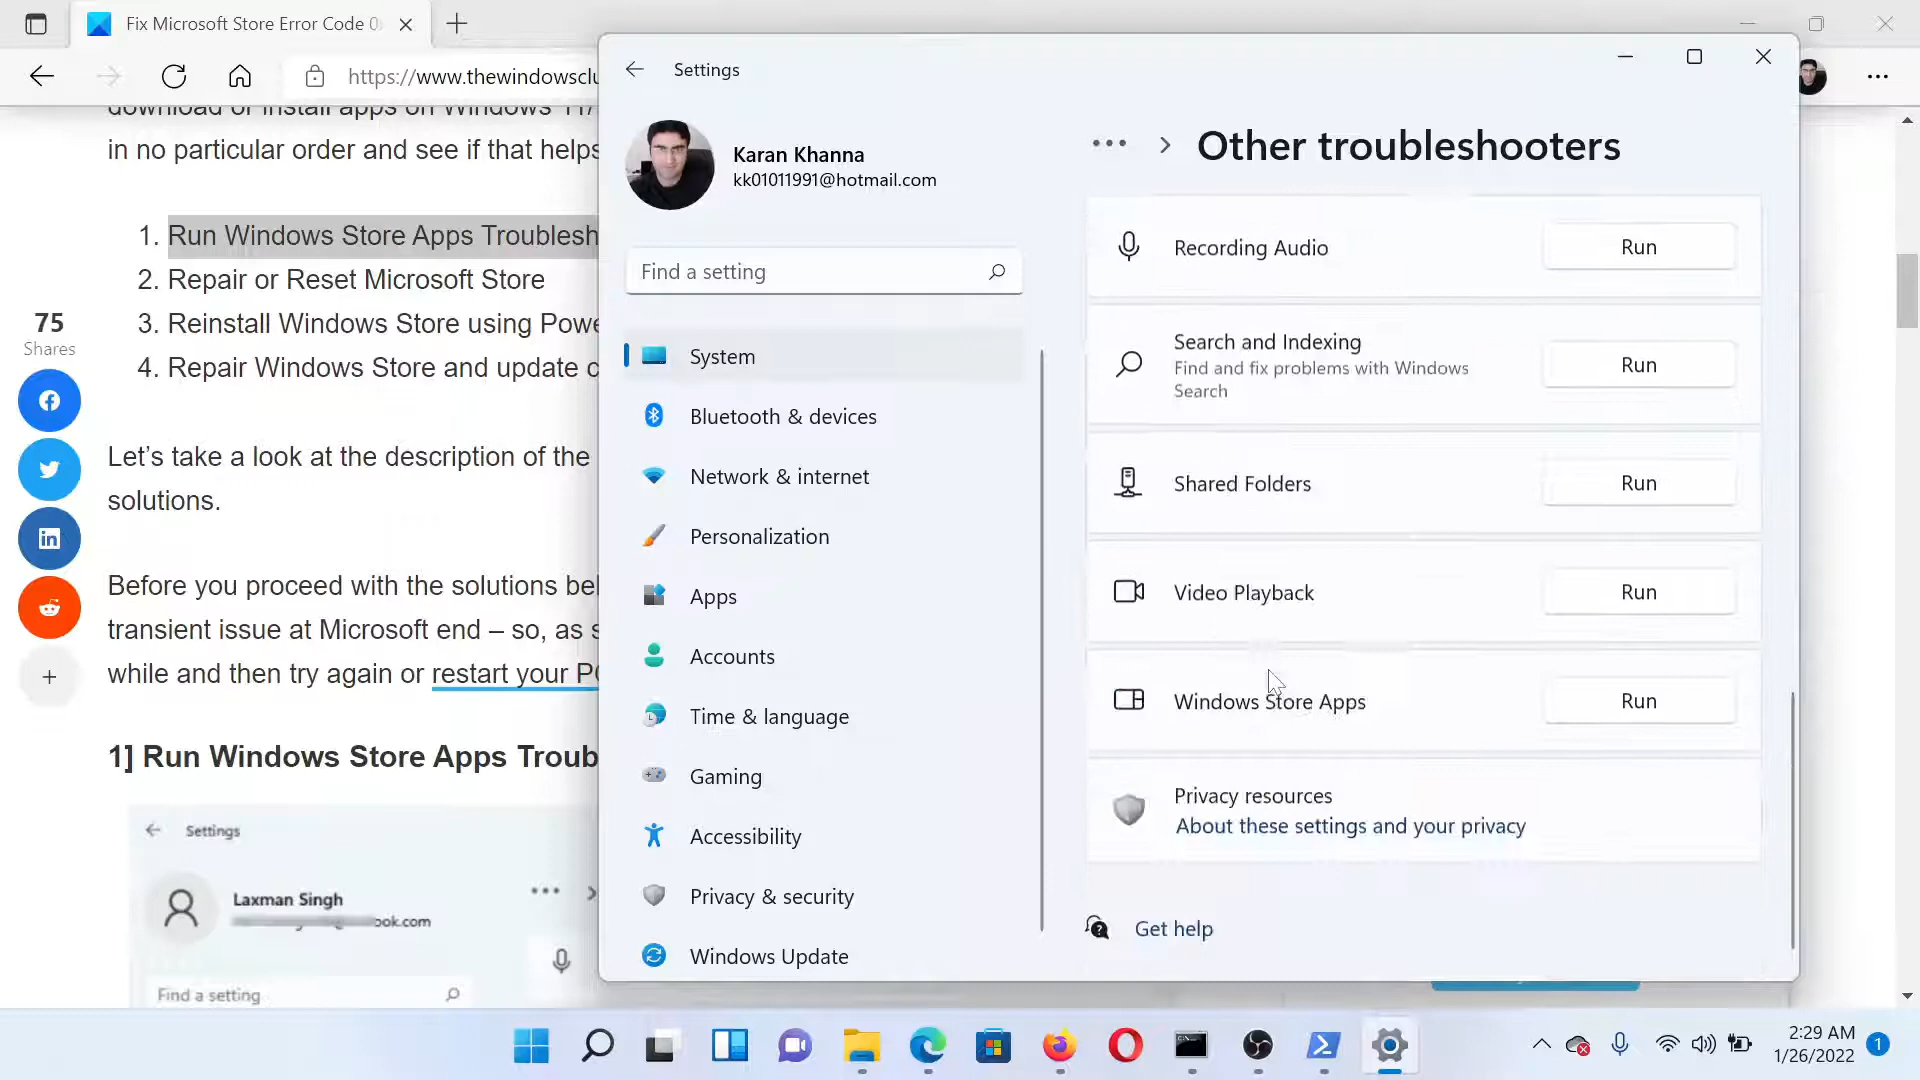 Fix Microsoft Store Error Code 0
https://www.thewindowsclu
download or install apps on Windows 11/
in no particular order and see if that helps
1. Run Windows Store Apps Troublesh
2. Repair or Reset Microsoft Store
3. Reinstall Windows Store using Powe
4. Repair Windows Store and update c
75
Shares
Let’s take a look at the description of the
solutions.
Before you proceed with the solutions bel
transient issue at Microsoft end – so, as s
while and then try again or restart your PC
1] Run Windows Store Apps Troub
Settings
Laxman Singh
ook.com
Find a setting
Settings
Karan Khanna
kk01011991@hotmail.com
Find a setting
System
Bluetooth & devices
Network & internet
Personalization
Apps
Accounts
Time & language
Gaming
Accessibility
Privacy & security
Windows Update
Other troubleshooters
Recording Audio
Run
Search and Indexing
Find and fix problems with Windows
Search
Run
Shared Folders
Run
Video Playback
Run
Windows Store Apps
Run
Privacy resources
About these settings and your privacy
Get help
2:29 AM
1/26/2022
1